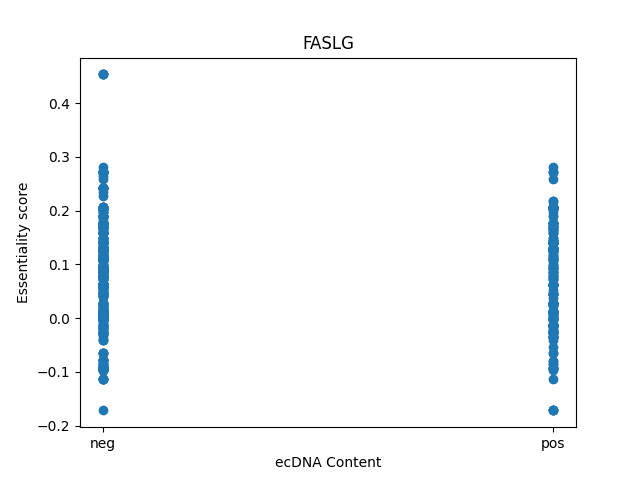 FASLG
Essentiality score
0.4
0.3
0.2
0.1
0.0
−0.1
−0.2
neg
pos
ecDNA Content